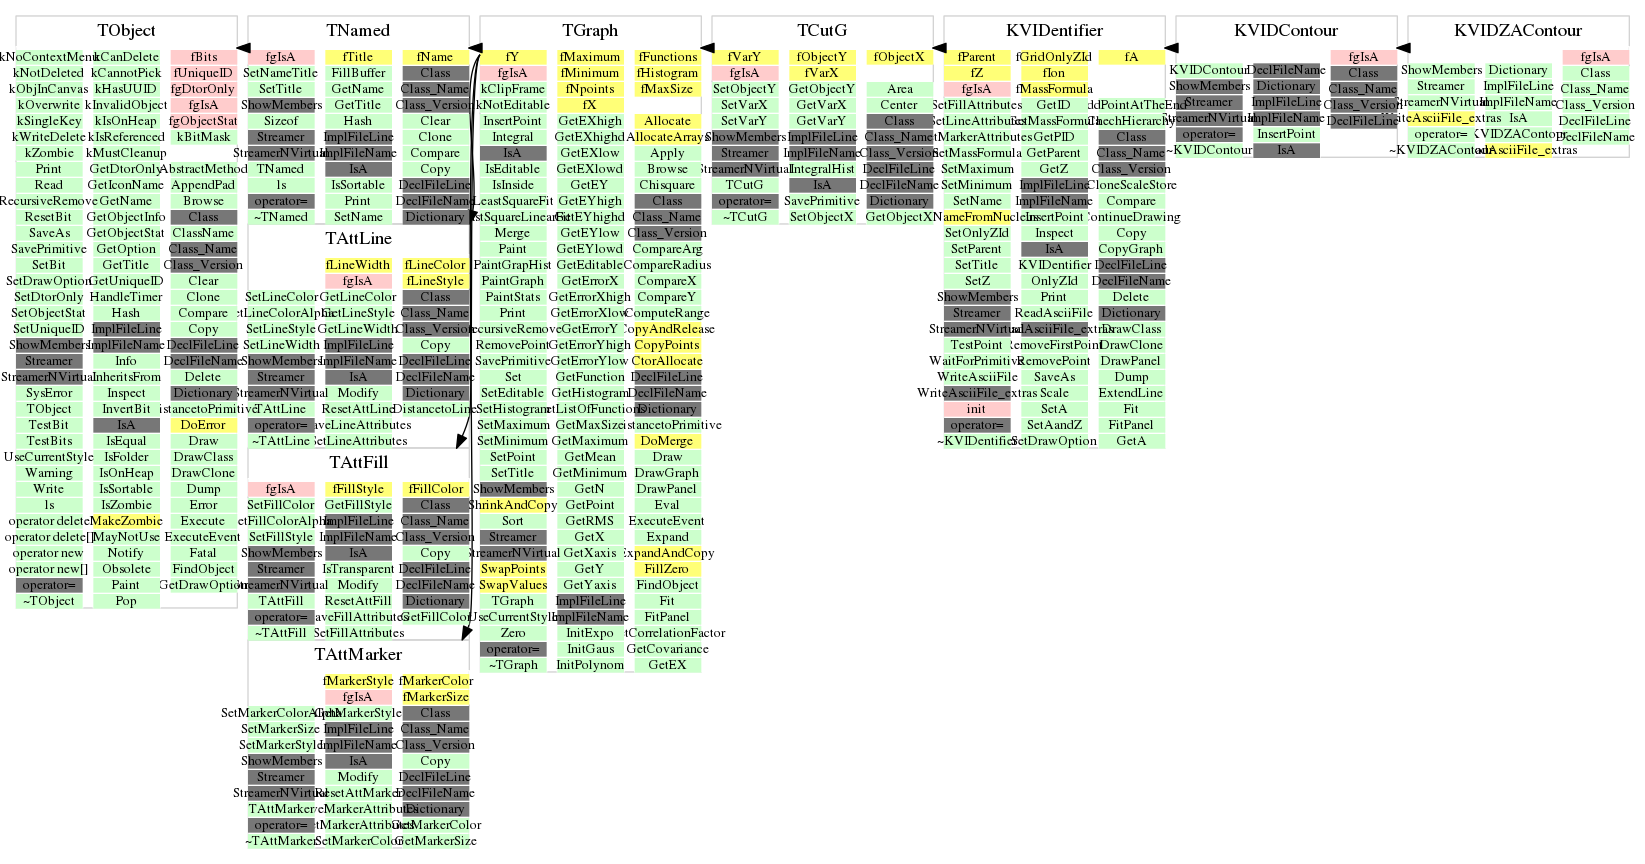 TObject
kNoContextMenu kCanDelete fBits
kNotDeleted kCannotPick fUniqueID
kObjInCanvas kHasUUID fgDtorOnly
kOverwrite kInvalidObject fgIsA
kSingleKey kIsOnHeap fgObjectStat
kWriteDelete kIsReferenced kBitMask
kZombie kMustCleanup
Print GetDtorOnly AbstractMethod
Read GetIconName AppendPad
RecursiveRemove GetName Browse
ResetBit GetObjectInfo Class
SaveAs GetObjectStat ClassName
SavePrimitive GetOption Class_Name
SetBit GetTitle Class_Version
SetDrawOption GetUniqueID Clear
SetDtorOnly HandleTimer Clone
SetObjectStat Hash Compare
SetUniqueID ImplFileLine Copy
ShowMembers ImplFileName DeclFileLine
Streamer Info DeclFileName
StreamerNVirtual InheritsFrom Delete
SysError Inspect Dictionary
TObject InvertBit DistancetoPrimitive
TestBit IsA DoError
TestBits IsEqual Draw
UseCurrentStyle IsFolder DrawClass
Warning IsOnHeap DrawClone
Write IsSortable Dump
ls IsZombie Error
operator delete MakeZombie Execute
operator delete[] MayNotUse ExecuteEvent
operator new Notify Fatal
operator new[] Obsolete FindObject
operator= Paint GetDrawOption
~TObject Pop
TNamed
fgIsA fTitle fName
SetNameTitle FillBuffer Class
SetTitle GetName Class_Name
ShowMembers GetTitle Class_Version
Sizeof Hash Clear
Streamer ImplFileLine Clone
StreamerNVirtual ImplFileName Compare
TNamed IsA Copy
ls IsSortable DeclFileLine
operator= Print DeclFileName
~TNamed SetName Dictionary
TAttLine
fLineWidth fLineColor
fgIsA fLineStyle
SetLineColor GetLineColor Class
SetLineColorAlpha GetLineStyle Class_Name
SetLineStyle GetLineWidth Class_Version
SetLineWidth ImplFileLine Copy
ShowMembers ImplFileName DeclFileLine
Streamer IsA DeclFileName
StreamerNVirtual Modify Dictionary
TAttLine ResetAttLine DistancetoLine
operator= SaveLineAttributes
~TAttLine SetLineAttributes
TAttFill
fgIsA fFillStyle fFillColor
SetFillColor GetFillStyle Class
SetFillColorAlpha ImplFileLine Class_Name
SetFillStyle ImplFileName Class_Version
ShowMembers IsA Copy
Streamer IsTransparent DeclFileLine
StreamerNVirtual Modify DeclFileName
TAttFill ResetAttFill Dictionary
operator= SaveFillAttributes GetFillColor
~TAttFill SetFillAttributes
TAttMarker
fMarkerStyle fMarkerColor
fgIsA fMarkerSize
SetMarkerColorAlpha GetMarkerStyle Class
SetMarkerSize ImplFileLine Class_Name
SetMarkerStyle ImplFileName Class_Version
ShowMembers IsA Copy
Streamer Modify DeclFileLine
StreamerNVirtual ResetAttMarker DeclFileName
TAttMarker SaveMarkerAttributes Dictionary
operator= SetMarkerAttributes GetMarkerColor
~TAttMarker SetMarkerColor GetMarkerSize
TGraph
fY fMaximum fFunctions
fgIsA fMinimum fHistogram
kClipFrame fNpoints fMaxSize
kNotEditable fX
InsertPoint GetEXhigh Allocate
Integral GetEXhighd AllocateArrays
IsA GetEXlow Apply
IsEditable GetEXlowd Browse
IsInside GetEY Chisquare
LeastSquareFit GetEYhigh Class
LeastSquareLinearFit GetEYhighd Class_Name
Merge GetEYlow Class_Version
Paint GetEYlowd CompareArg
PaintGrapHist GetEditable CompareRadius
PaintGraph GetErrorX CompareX
PaintStats GetErrorXhigh CompareY
Print GetErrorXlow ComputeRange
RecursiveRemove GetErrorY CopyAndRelease
RemovePoint GetErrorYhigh CopyPoints
SavePrimitive GetErrorYlow CtorAllocate
Set GetFunction DeclFileLine
SetEditable GetHistogram DeclFileName
SetHistogram GetListOfFunctions Dictionary
SetMaximum GetMaxSize DistancetoPrimitive
SetMinimum GetMaximum DoMerge
SetPoint GetMean Draw
SetTitle GetMinimum DrawGraph
ShowMembers GetN DrawPanel
ShrinkAndCopy GetPoint Eval
Sort GetRMS ExecuteEvent
Streamer GetX Expand
StreamerNVirtual GetXaxis ExpandAndCopy
SwapPoints GetY FillZero
SwapValues GetYaxis FindObject
TGraph ImplFileLine Fit
UseCurrentStyle ImplFileName FitPanel
Zero InitExpo GetCorrelationFactor
operator= InitGaus GetCovariance
~TGraph InitPolynom GetEX
TCutG
fVarY fObjectY fObjectX
fgIsA fVarX
SetObjectY GetObjectY Area
SetVarX GetVarX Center
SetVarY GetVarY Class
ShowMembers ImplFileLine Class_Name
Streamer ImplFileName Class_Version
StreamerNVirtual IntegralHist DeclFileLine
TCutG IsA DeclFileName
operator= SavePrimitive Dictionary
~TCutG SetObjectX GetObjectX
KVIDentifier
fParent fGridOnlyZId fA
fZ fIon
fgIsA fMassFormula
SetFillAttributes GetID AddPointAtTheEnd
SetLineAttributes GetMassFormula CheckHierarchy
SetMarkerAttributes GetPID Class
SetMassFormula GetParent Class_Name
SetMaximum GetZ Class_Version
SetMinimum ImplFileLine CloneScaleStore
SetName ImplFileName Compare
SetNameFromNucleus InsertPoint ContinueDrawing
SetOnlyZId Inspect Copy
SetParent IsA CopyGraph
SetTitle KVIDentifier DeclFileLine
SetZ OnlyZId DeclFileName
ShowMembers Print Delete
Streamer ReadAsciiFile Dictionary
StreamerNVirtual ReadAsciiFile_extras DrawClass
TestPoint RemoveFirstPoint DrawClone
WaitForPrimitive RemovePoint DrawPanel
WriteAsciiFile SaveAs Dump
WriteAsciiFile_extras Scale ExtendLine
init SetA Fit
operator= SetAandZ FitPanel
~KVIDentifier SetDrawOption GetA
KVIDContour
fgIsA
KVIDContour DeclFileName Class
ShowMembers Dictionary Class_Name
Streamer ImplFileLine Class_Version
StreamerNVirtual ImplFileName DeclFileLine
operator= InsertPoint
~KVIDContour IsA
KVIDZAContour
fgIsA
ShowMembers Dictionary Class
Streamer ImplFileLine Class_Name
StreamerNVirtual ImplFileName Class_Version
WriteAsciiFile_extras IsA DeclFileLine
operator= KVIDZAContour DeclFileName
~KVIDZAContour ReadAsciiFile_extras